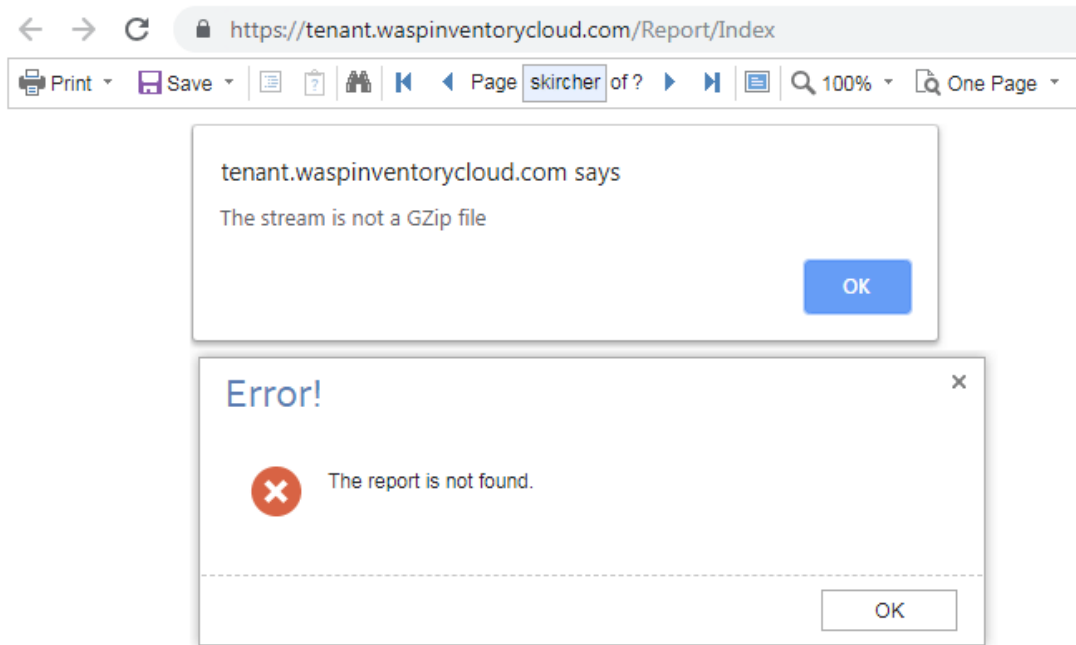 https://tenant.waspinventorycloud.com/Report/Index
Print Save ? Page skircher of ? 100% One Page
tenant.waspinventorycloud.com says
The stream is not a GZip file
OK
Error!
The report is not found.
OK